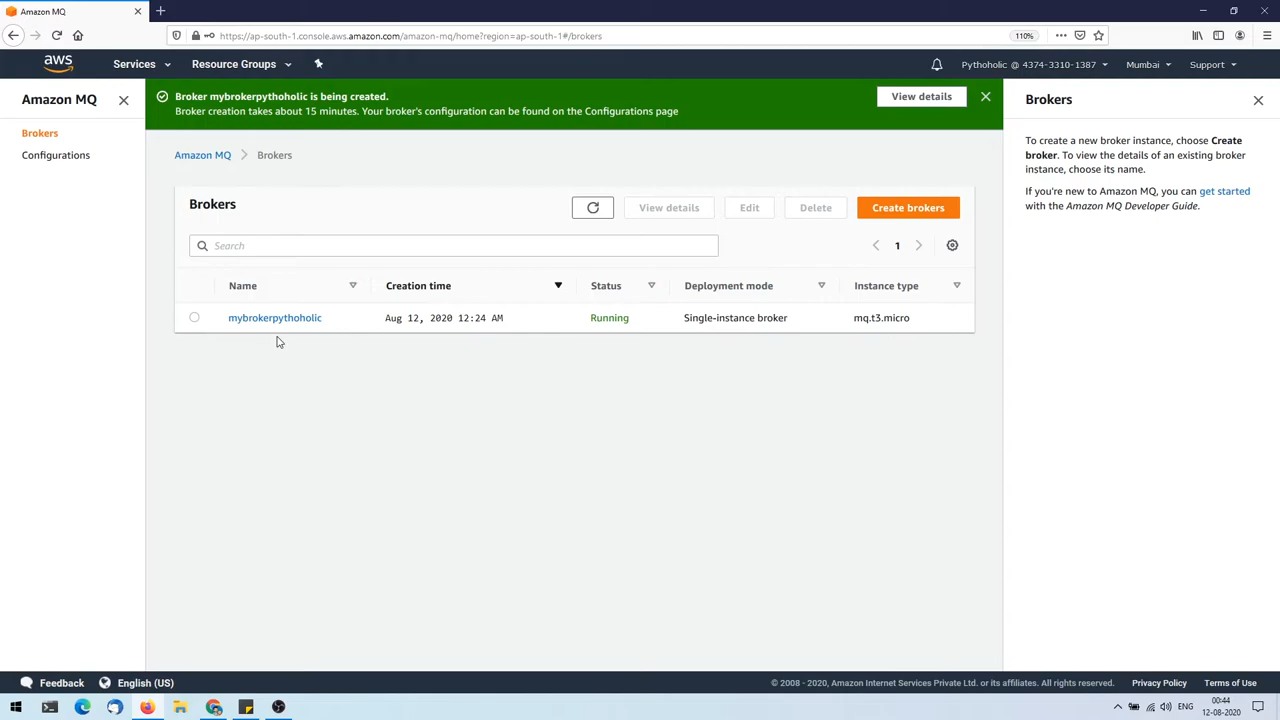 Amazon MQ
https://ap-south-1.console.aws.amazon.com/amazon-mq/home?region=ap-south-1#/brokers
110%
aws
Services
Resource Groups
Pythoholic @ 4374-3310-1387
Mumbai
Support
Amazon MQ
Brokers
Configurations
Broker mybrokerpythoholic is being created.
Broker creation takes about 15 minutes. Your broker's configuration can be found on the Configurations page
View details
Amazon MQ
Brokers
Brokers
View details
Edit
Delete
Create brokers
Search
1
Name
Creation time
Status
Deployment mode
Instance type
mybrokerpythoholic
Aug 12, 2020 12:24 AM
Running
Single-instance broker
mq.t3.micro
Brokers
To create a new broker instance, choose Create
broker. To view the details of an existing broker
instance, choose its name.
If you're new to Amazon MQ, you can get started
with the Amazon MQ Developer Guide.
Feedback
English (US)
© 2008 - 2020, Amazon Internet Services Private Ltd. or its affiliates. All rights reserved.
Privacy Policy
Terms of Use
ENG
00:44
12-08-2020